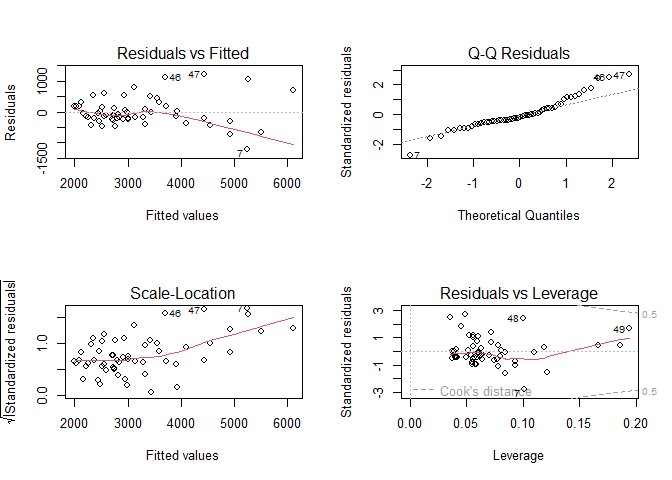 Residuals vs Fitted
Residuals
-1500 0 1000
46 47
7
2000 3000 4000 5000 6000
Fitted values
Q-Q Residuals
Standardized residuals
-2 0 2
46 47
7
-2 -1 0 1 2
Theoretical Quantiles
Scale-Location
√|Standardized residuals|
0.0 1.0
46 47 7
2000 3000 4000 5000 6000
Fitted values
Residuals vs Leverage
Standardized residuals
-3 -1 1 3
48
49
7
Cook's distance
0.5
0.5
0.00 0.05 0.10 0.15 0.20
Leverage